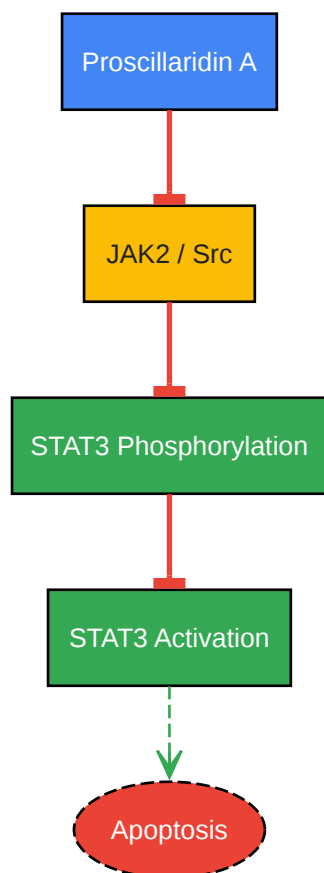 Proscillaridin A
JAK2 / Src
STAT3 Phosphorylation
STAT3 Activation
Apoptosis